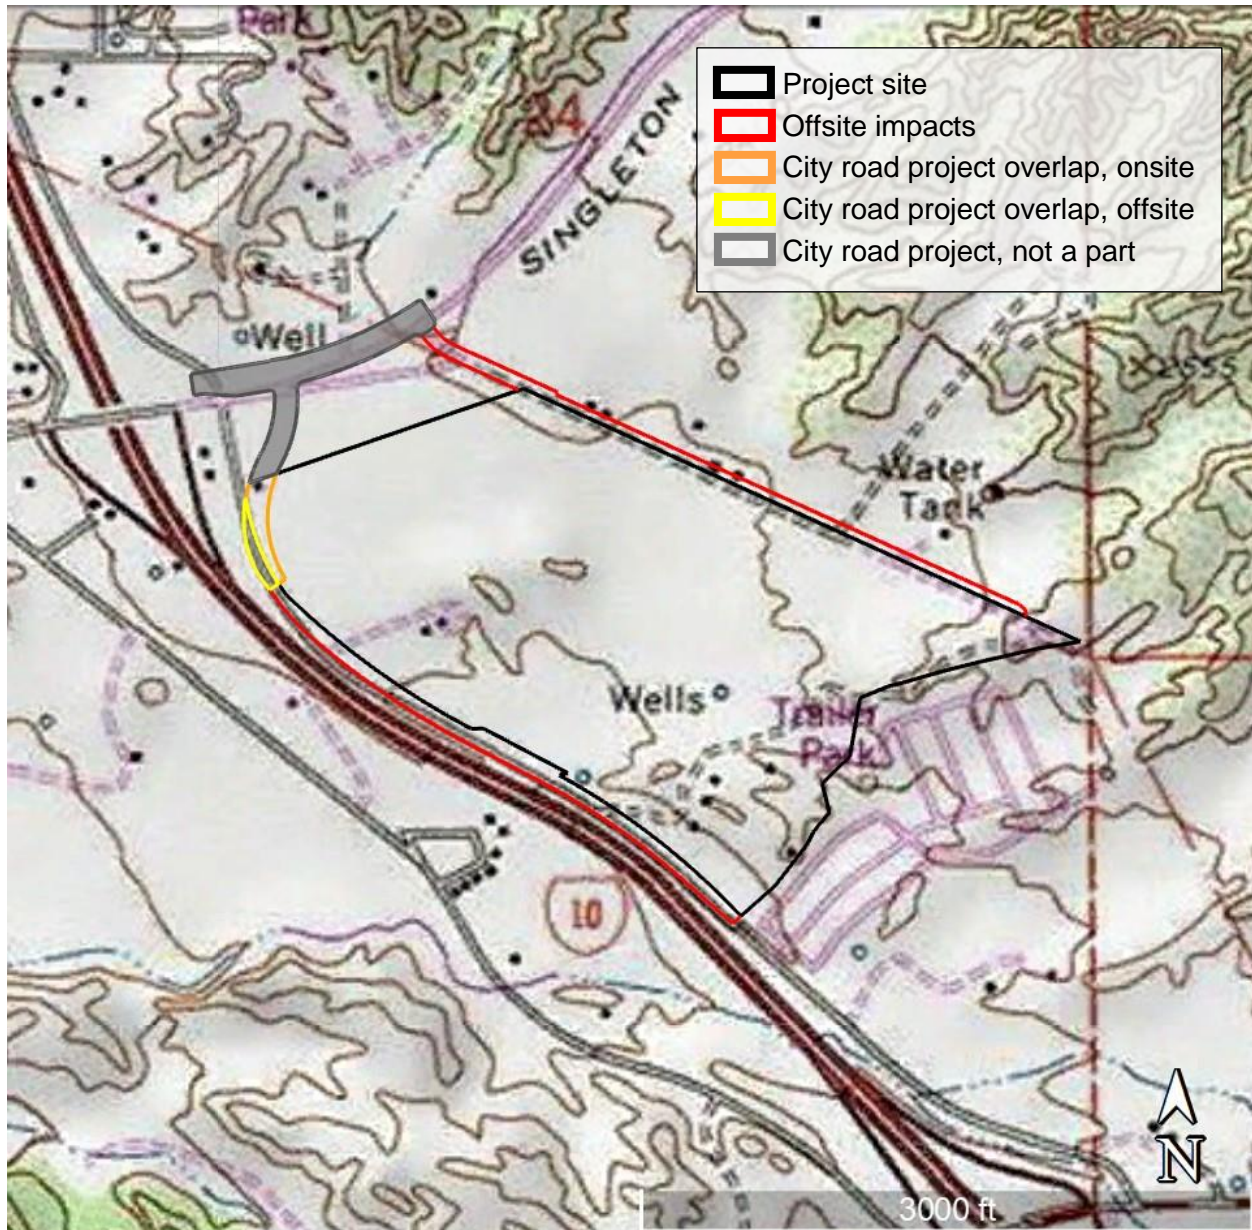 Park
34
SINGLETON
Project site
Offsite impacts
City road project overlap, onsite
City road project overlap, offsite
City road project, not a part
Well
×2555
Water
Tank
Wells
Trailer
Park
10
N
3000 ft